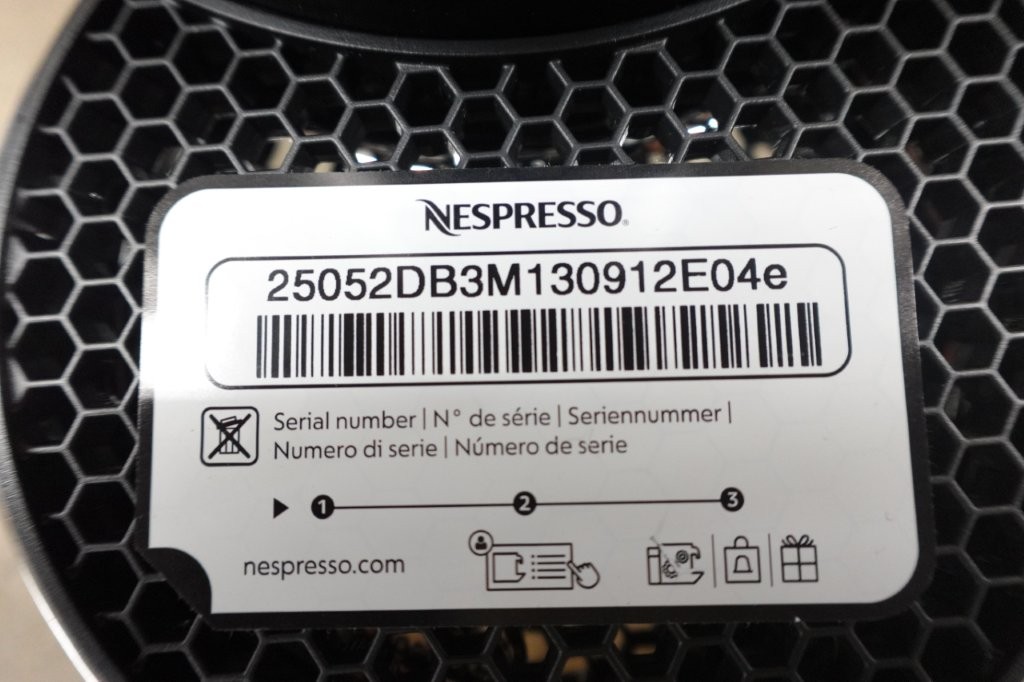 NESPRESSO®
25052DB3M130912E04e
Serial number | N° de série | Seriennummer |
Numero di serie | Número de serie
1 2 3
nespresso.com